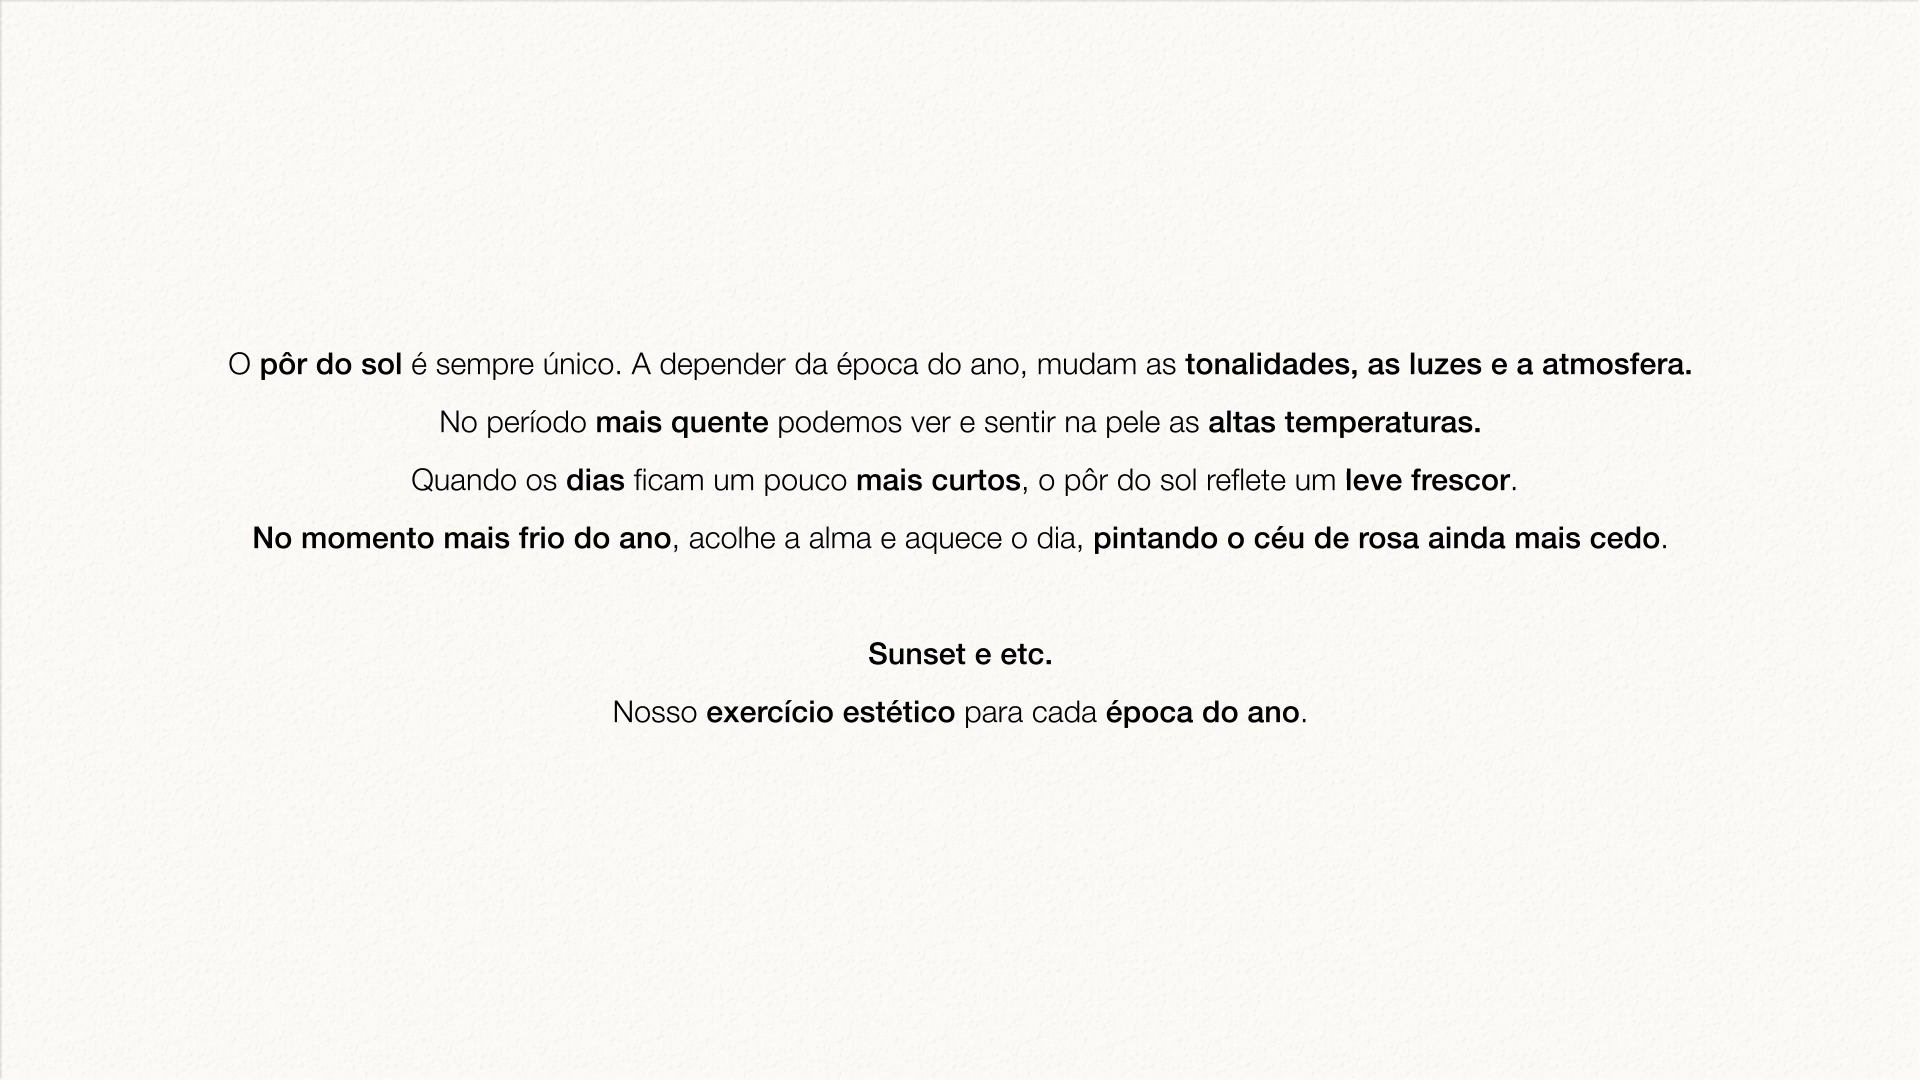 O pôr do sol é sempre único. A depender da época do ano, mudam as tonalidades, as luzes e a atmosfera.
No período mais quente podemos ver e sentir na pele as altas temperaturas.
Quando os dias ficam um pouco mais curtos, o pôr do sol reflete um leve frescor.
No momento mais frio do ano, acolhe a alma e aquece o dia, pintando o céu de rosa ainda mais cedo.
Sunset e etc.
Nosso exercício estético para cada época do ano.